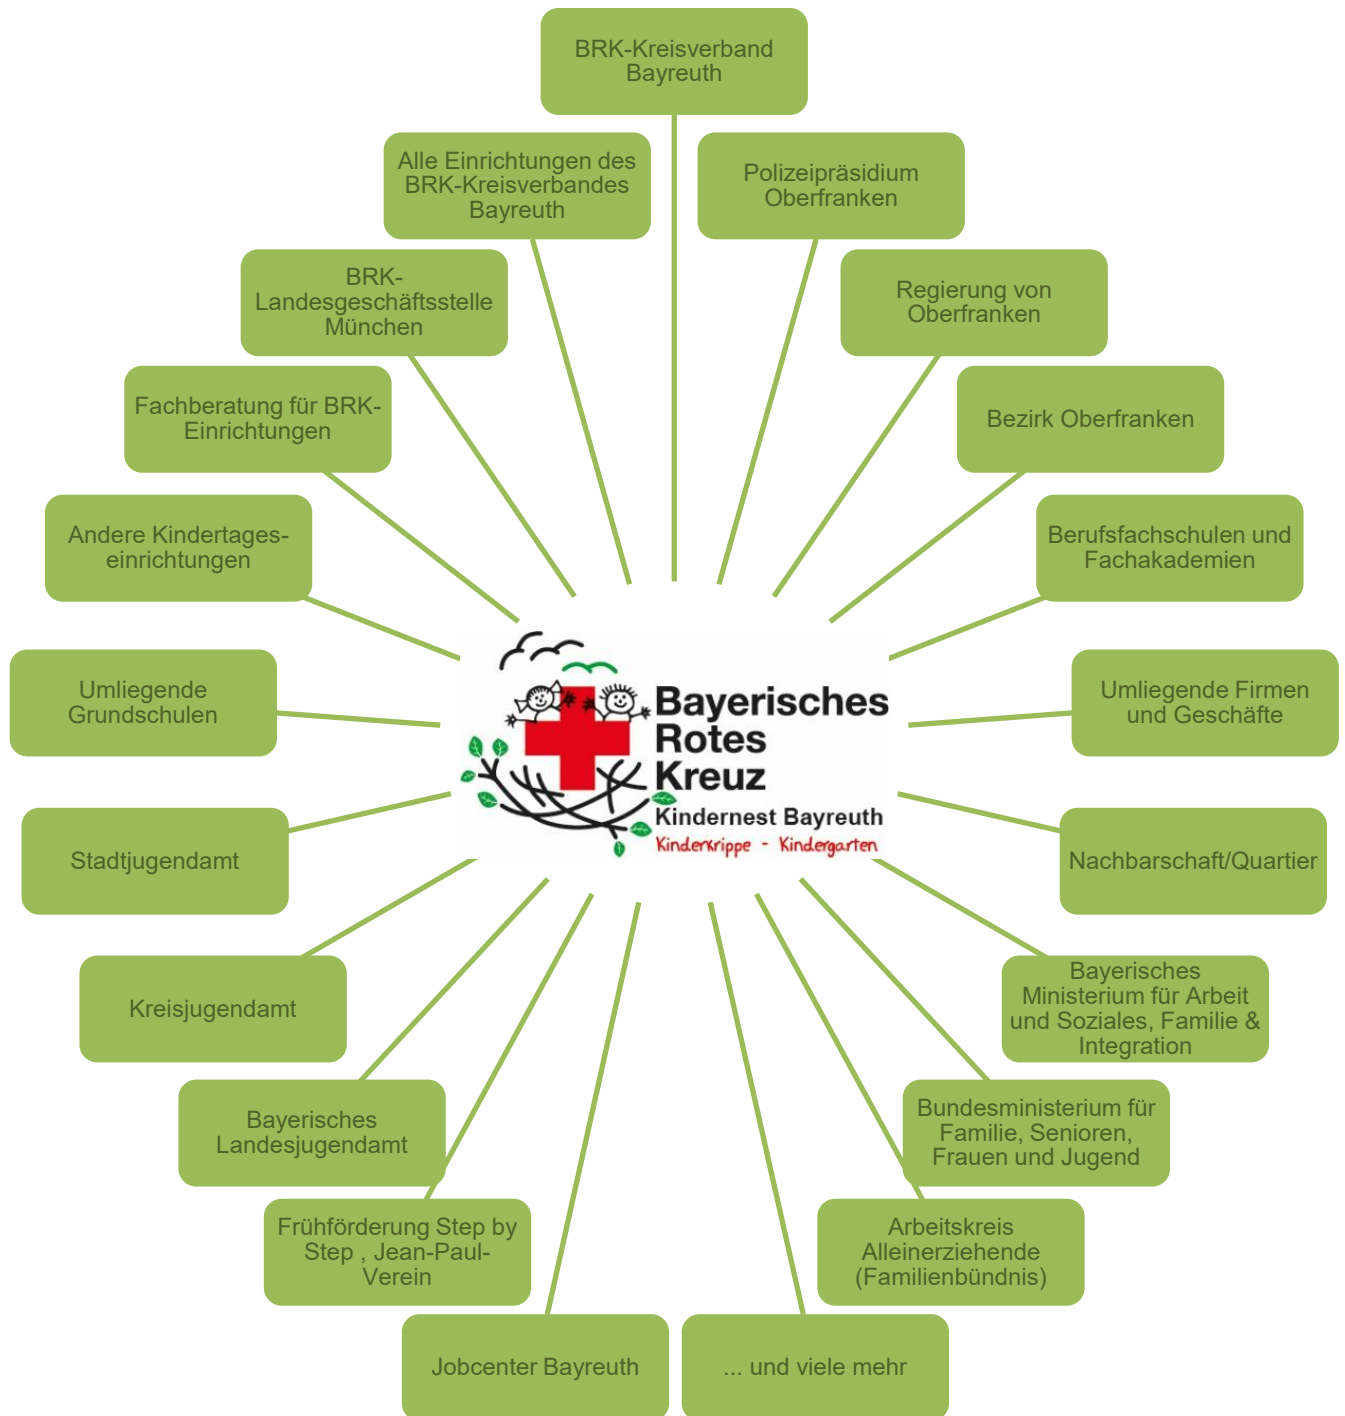 BRK-Kreisverband
Bayreuth
Alle Einrichtungen des
BRK-Kreisverbandes
Bayreuth
Polizeipräsidium
Oberfranken
BRK-
Landesgeschäftsstelle
München
Regierung von
Oberfranken
Fachberatung für BRK-
Einrichtungen
Bezirk Oberfranken
Andere Kindertages-
einrichtungen
Berufsfachschulen und
Fachakademien
Umliegende
Grundschulen
Bayerisches
Rotes
Kreuz
Kindernest Bayreuth
Kinderkrippe - Kindergarten
Umliegende Firmen
und Geschäfte
Stadtjugendamt
Nachbarschaft/Quartier
Kreisjugendamt
Bayerisches
Ministerium für Arbeit
und Soziales, Familie &
Integration
Bayerisches
Landesjugendamt
Bundesministerium für
Familie, Senioren,
Frauen und Jugend
Frühförderung Step by
Step , Jean-Paul-
Verein
Arbeitskreis
Alleinerziehende
(Familienbündnis)
Jobcenter Bayreuth
... und viele mehr